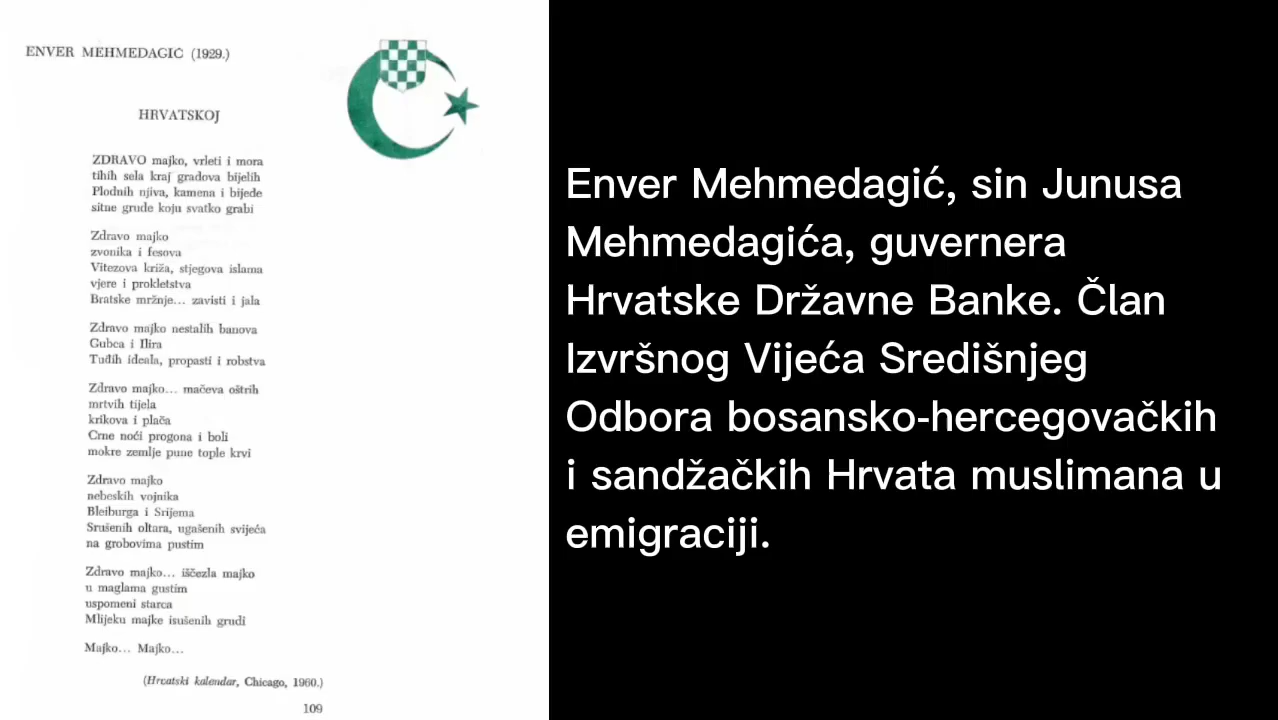 ENVER MEHMEDAGIĆ (1929.)
HRVATSKOJ
ZDRAVO majko, vrleti i mora
tihih sela kraj gradova bijelih
Plodnih njiva, kamena i bijede
sitne grude koju svatko grabi
Zdravo majko
zvonika i fesova
Vitezova križa, stjegova islama
vjere i prokletstva
Bratske mržnje... zavisti i jala
Zdravo majko nestalih banova
Gubca i Ilira
Tuđih ideala, propasti i robstva
Zdravo majko... mačeva oštrih
mrtvih tijela
krikova i plača
Crne noći progona i boli
mokre zemlje pune tople krvi
Zdravo majko
nebeskih vojnika
Bleiburga i Srijema
Srušenih oltara, ugašenih svijeća
na grobovima pustim
Zdravo majko... iščezla majko
u maglama gustim
uspomeni starca
Mlijeku majke isušenih grudi
Majko... Majko...
(Hrvatski kalendar, Chicago, 1960.)
109
Enver Mehmedagić, sin Junusa
Mehmedagića, guvernera
Hrvatske Državne Banke. Član
Izvršnog Vijeća Središnjeg
Odbora bosansko-hercegovačkih
i sandžačkih Hrvata muslimana u
emigraciji.